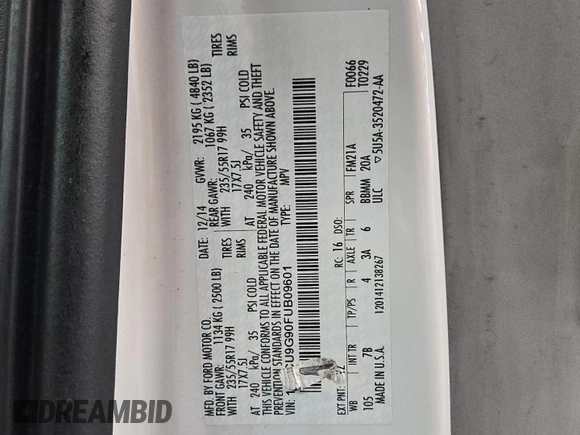 MFD. BY FORD MOTOR CO. DATE: 12/14 GVWR: 2195 KG ( 4840 LB)
FRONT GAWR: 1134 KG ( 2500 LB) REAR GAWR: 1067 KG ( 2352 LB)
235/55R17 99H TIRES WITH 235/55R17 99H TIRES
17X7.5J RIMS 17X7.5J RIMS
AT 240 kPa/ 35 PSI COLD AT 240 kPa/ 35 PSI COLD
THIS VEHICLE CONFORMS TO ALL APPLICABLE FEDERAL MOTOR VEHICLE SAFETY AND THEFT
PREVENTION STANDARDS IN EFFECT ON THE DATE OF MANUFACTURE SHOWN ABOVE.
VIN: U9G90FUB09601 TYPE: MPV
EXT PNT: RC: 16 DSO: F0066
WB INT TR TP/PS R AXLE TR SPR FM21A T0229
105 7B 4 3A 6 BBIMM 20A
MADE IN U.S.A. 1201412138267 ULC ▽5U5A-3520472-AA
DREAMBID